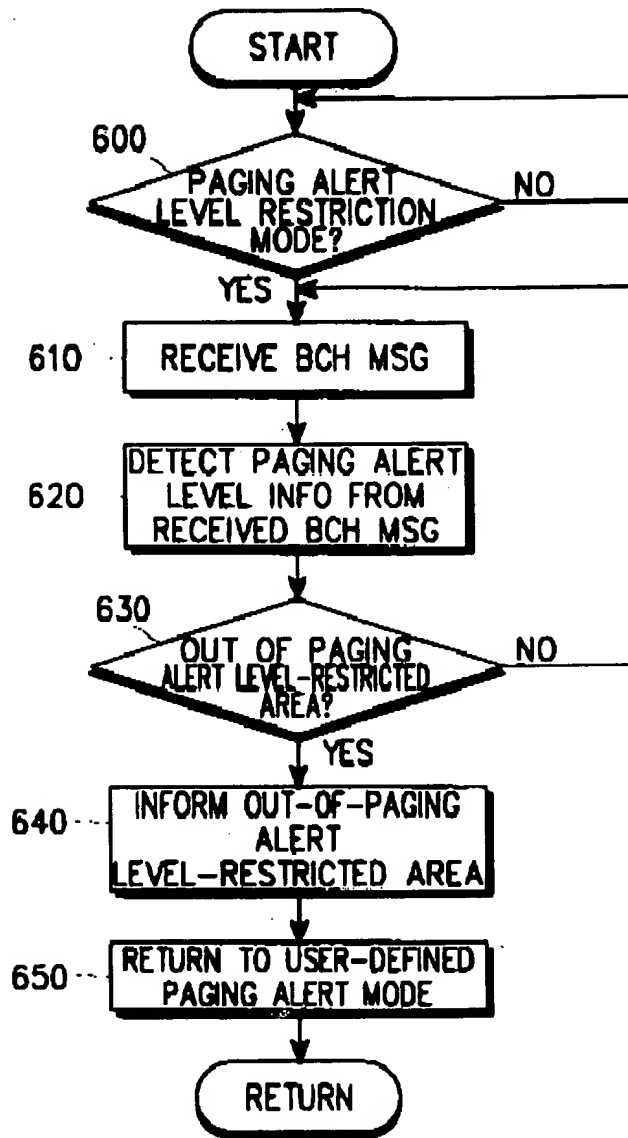 START
600
PAGING ALERT
LEVEL RESTRICTION
MODE?
NO
YES
610
RECEIVE BCH MSG
620
DETECT PAGING ALERT
LEVEL INFO FROM
RECEIVED BCH MSG
630
OUT OF PAGING
ALERT LEVEL-RESTRICTED
AREA?
NO
YES
640
INFORM OUT-OF-PAGING
ALERT
LEVEL-RESTRICTED AREA
650
RETURN TO USER-DEFINED
PAGING ALERT MODE
RETURN